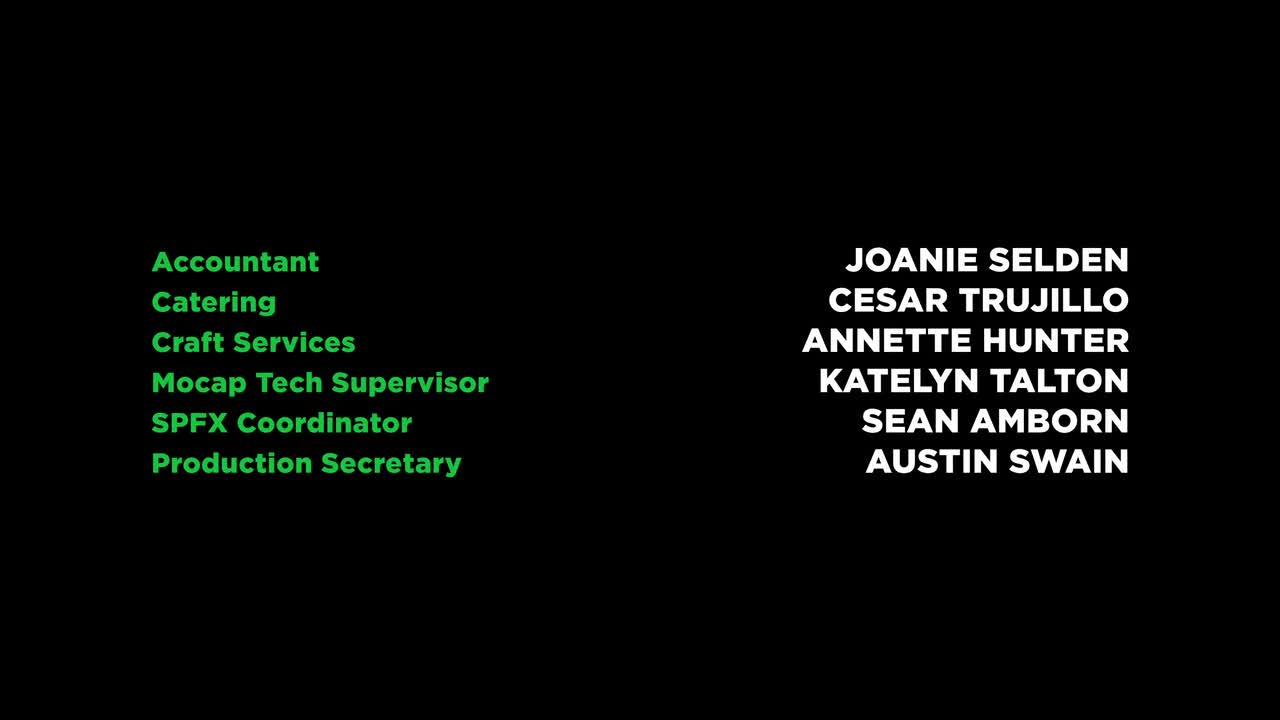 Accountant JOANIE SELDEN
Catering CESAR TRUJILLO
Craft Services ANNETTE HUNTER
Mocap Tech Supervisor KATELYN TALTON
SPFX Coordinator SEAN AMBORN
Production Secretary AUSTIN SWAIN